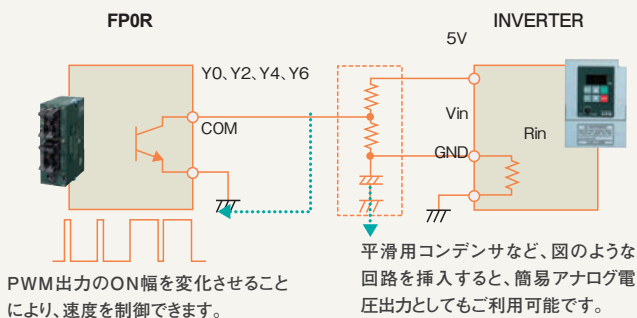 FP0R
INVERTER
5V
Y0、Y2、Y4、Y6
COM
Vin
Rin
GND
PWM出力のON幅を変化させること
により、速度を制御できます。
平滑用コンデンサなど、図のような
回路を挿入すると、簡易アナログ電
圧出力としてもご利用可能です。